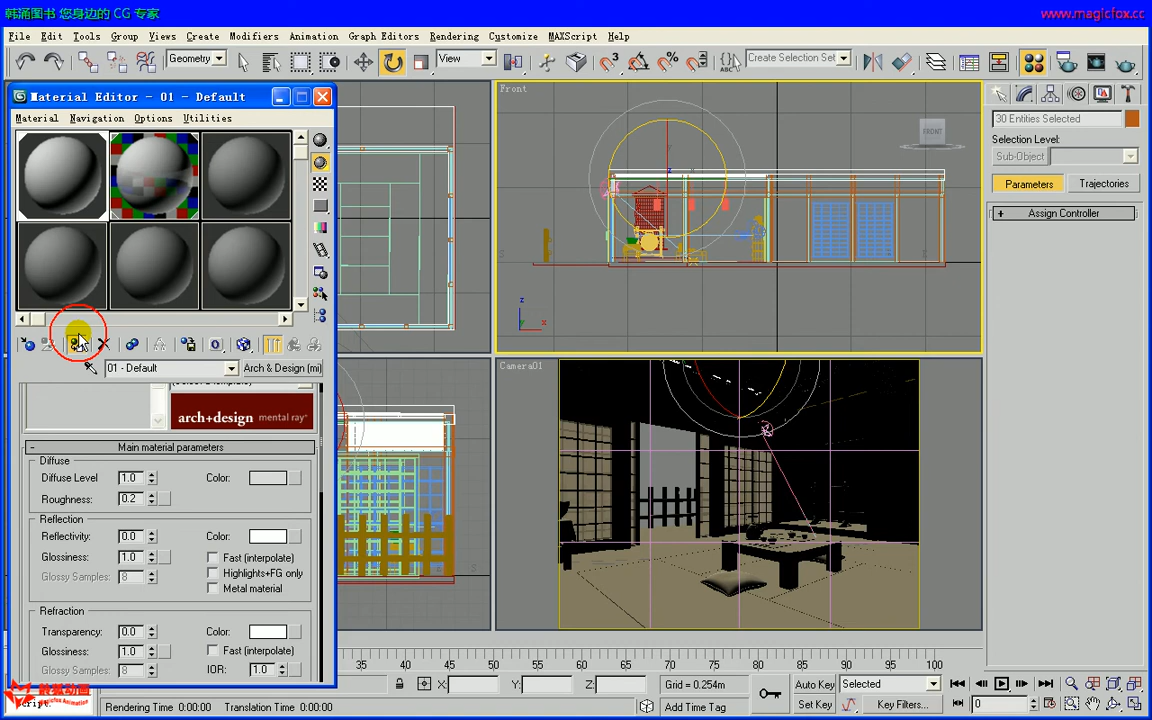 韩涌图书 您身边的 CG 专家
www.magicfox.cc
File Edit Tools Group Views Create Modifiers Animation Graph Editors Rendering Customize MAXScript Help
Geometry View Create Selection Set
Material Editor - 01 - Default
Material Navigation Options Utilities
01 - Default Arch & Design (mi)
arch+design mental ray
Main material parameters
Diffuse
Diffuse Level 1.0 Color:
Roughness: 0.2
Reflection
Reflectivity: 0.0 Color:
Glossiness: 1.0 Fast (interpolate)
Glossy Samples: 8 Highlights+FG only
Metal material
Refraction
Transparency: 0.0 Color:
Glossiness: 1.0 Fast (interpolate)
Glossy Samples: 8 IOR: 1.0
Front
FRONT
z
x
Camera01
30 Entities Selected
Selection Level:
Sub-Object
Parameters Trajectories
+ Assign Controller
35 40 45 50 55 60 65 70 75 80 85 90 95 100
X: Y: Z: Grid = 0.254m
Auto Key Selected
Set Key Key Filters... 0
Rendering Time 0:00:00 Translation Time 0:00:00 Add Time Tag
Magicfox Animation